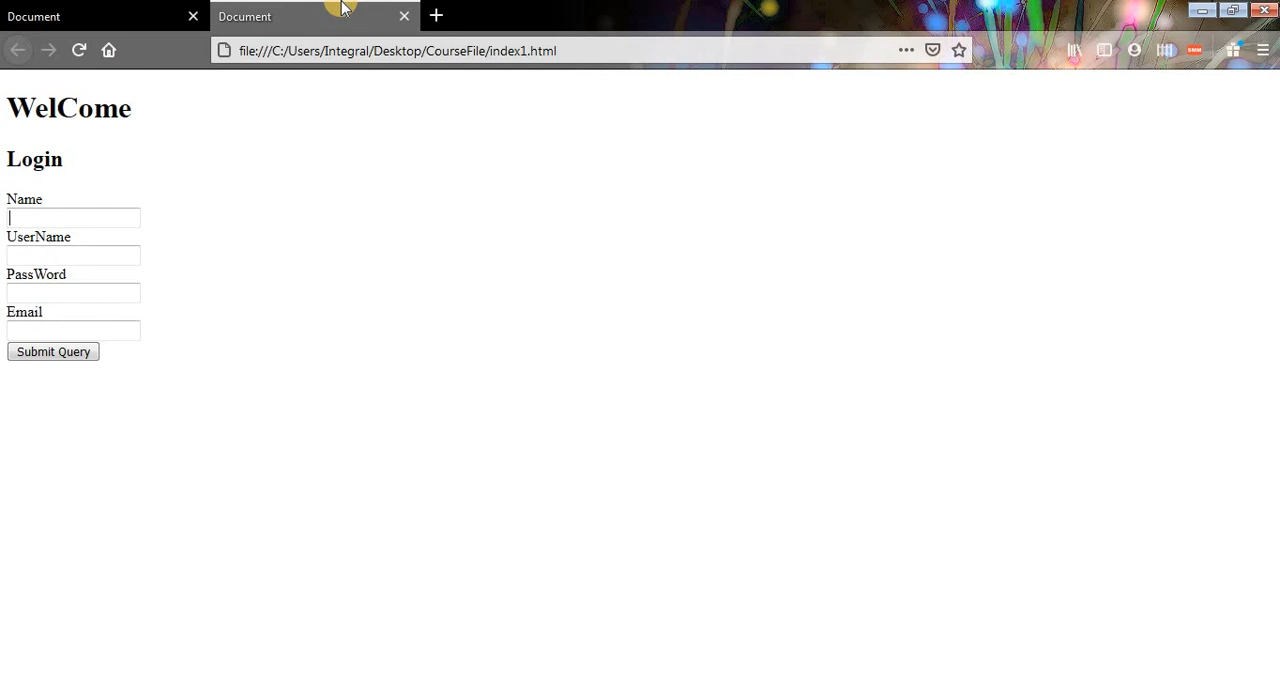 Document
Document
file:///C:/Users/Integral/Desktop/CourseFile/index1.html
WelCome
Login
Name
UserName
PassWord
Email
Submit Query